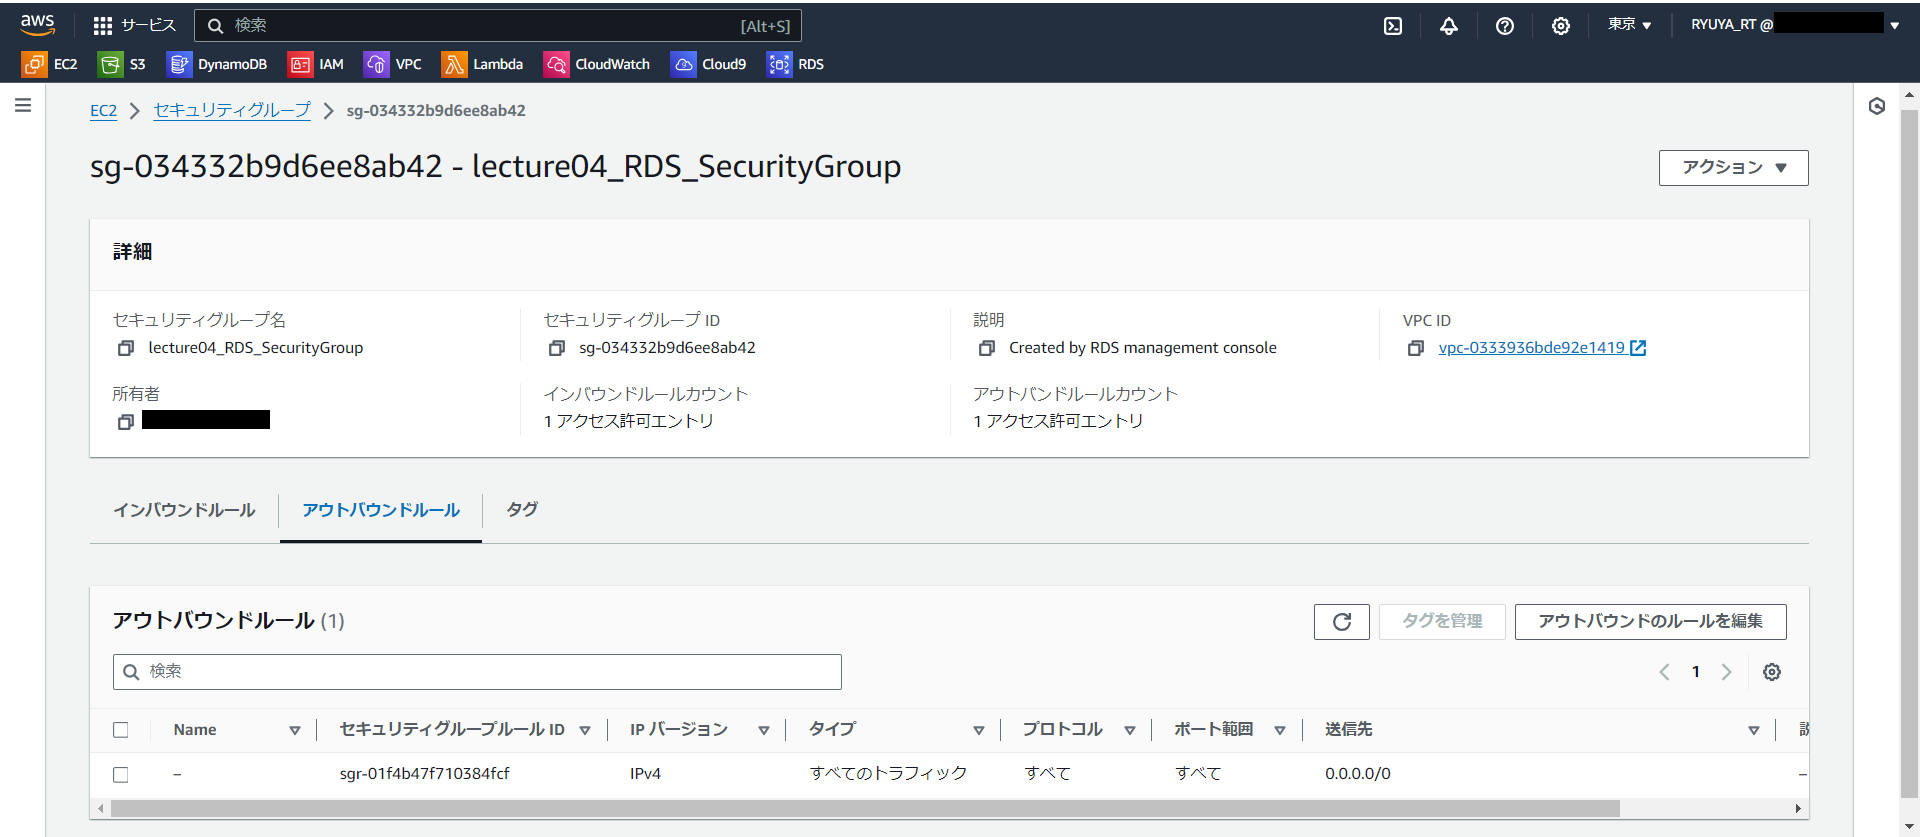 aws
サービス
検索
[Alt+S]
東京 ▼
RYUYA_RT @
EC2
S3
DynamoDB
IAM
VPC
Lambda
CloudWatch
Cloud9
RDS
EC2 > セキュリティグループ > sg-034332b9d6ee8ab42
sg-034332b9d6ee8ab42 - lecture04_RDS_SecurityGroup
アクション ▼
詳細
セキュリティグループ名
lecture04_RDS_SecurityGroup
セキュリティグループ ID
sg-034332b9d6ee8ab42
説明
Created by RDS management console
VPC ID
vpc-0333936bde92e1419
所有者
インバウンドルールカウント
1 アクセス許可エントリ
アウトバンドルールカウント
1 アクセス許可エントリ
インバウンドルール
アウトバウンドルール
タグ
アウトバウンドルール (1)
タグを管理
アウトバウンドのルールを編集
検索
1
Name
セキュリティグループルール ID
IP バージョン
タイプ
プロトコル
ポート範囲
送信先
–
sgr-01f4b47f710384fcf
IPv4
すべてのトラフィック
すべて
すべて
0.0.0.0/0
–